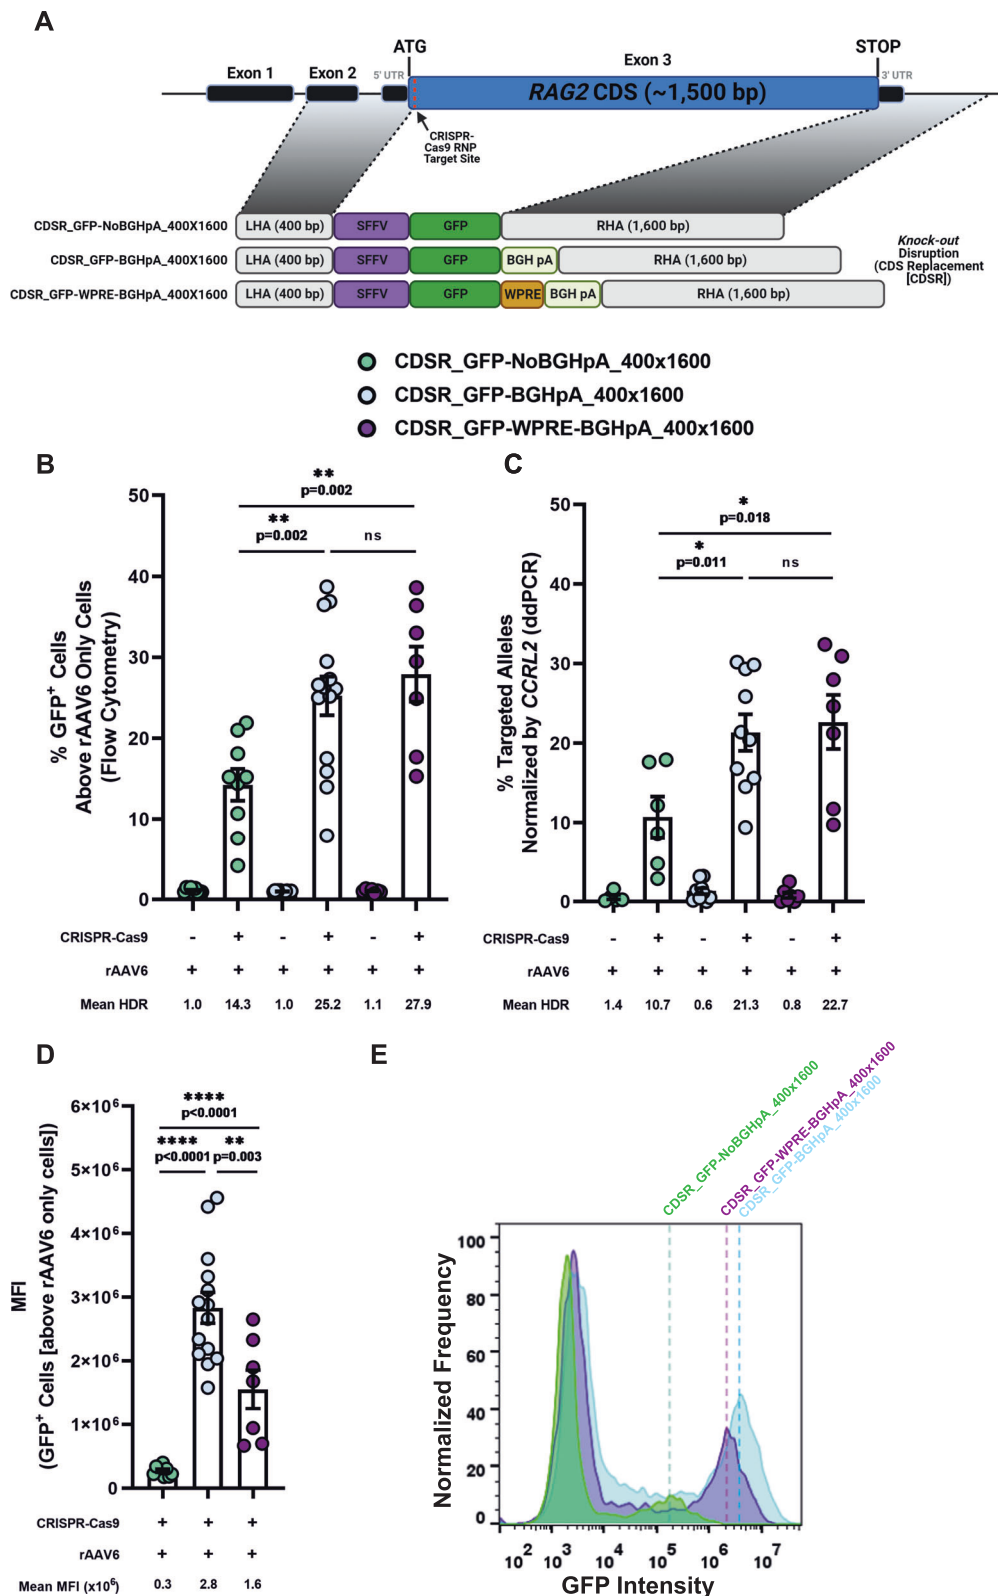 A
ATG
STOP
Exon 1
Exon 2
5' UTR
Exon 3
3' UTR
RAG2 CDS (~1,500 bp)
CRISPR-
Cas9 RNP
Target Site
CDSR_GFP-NoBGHpA_400X1600
LHA (400 bp)
SFFV
GFP
RHA (1,600 bp)
CDSR_GFP-BGHpA_400X1600
LHA (400 bp)
SFFV
GFP
BGH pA
RHA (1,600 bp)
CDSR_GFP-WPRE-BGHpA_400X1600
LHA (400 bp)
SFFV
GFP
WPRE
BGH pA
RHA (1,600 bp)
Knock-out
Disruption
(CDS Replacement
[CDSR])
CDSR_GFP-NoBGHpA_400x1600
CDSR_GFP-BGHpA_400x1600
CDSR_GFP-WPRE-BGHpA_400x1600
B
% GFP+ Cells
Above rAAV6 Only Cells
(Flow Cytometry)
50
40
30
20
10
0
**
p=0.002
**
p=0.002
ns
CRISPR-Cas9 - + - + - +
rAAV6 + + + + + +
Mean HDR 1.0 14.3 1.0 25.2 1.1 27.9
C
% Targeted Alleles
Normalized by CCRL2 (ddPCR)
50
40
30
20
10
0
*
p=0.018
*
p=0.011
ns
CRISPR-Cas9 - + - + - +
rAAV6 + + + + + +
Mean HDR 1.4 10.7 0.6 21.3 0.8 22.7
D
MFI
(GFP+ Cells [above rAAV6 only cells])
6×10⁶
5×10⁶
4×10⁶
3×10⁶
2×10⁶
1×10⁶
0
****
p<0.0001
****
p<0.0001
**
p=0.003
CRISPR-Cas9 + + +
rAAV6 + + +
Mean MFI (x10⁶) 0.3 2.8 1.6
E
CDSR_GFP-NoBGHpA_400x1600
CDSR_GFP-WPRE-BGHpA_400x1600
CDSR_GFP-BGHpA_400x1600
Normalized Frequency
100
80
60
40
20
0
10² 10³ 10⁴ 10⁵ 10⁶ 10⁷
GFP Intensity